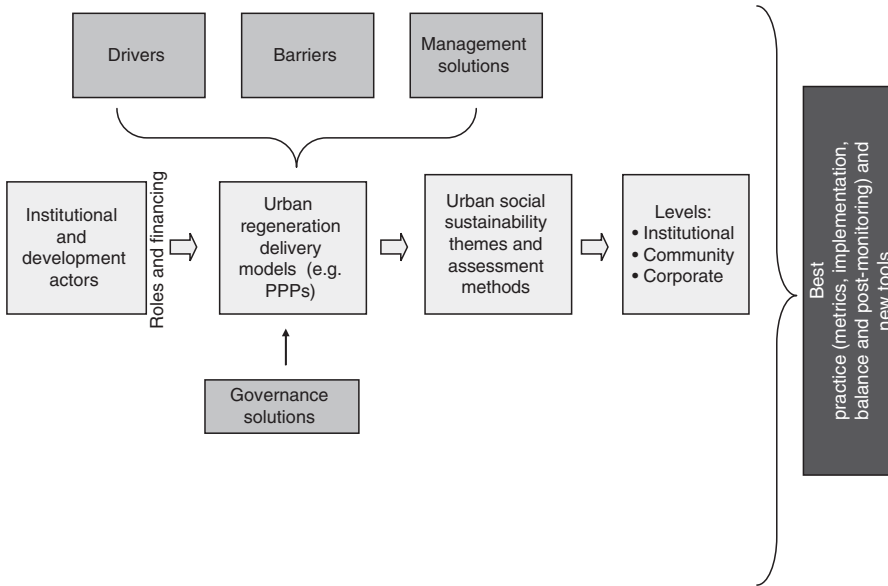 Drivers
Barriers
Management
solutions
Institutional
and
development
actors
Roles and financing
Urban
regeneration
delivery
models (e.g.
PPPs)
Urban social
sustainability
themes and
assessment
methods
Levels:
• Institutional
• Community
• Corporate
Governance
solutions
Best
practice (metrics, implementation,
balance and post-monitoring) and
new tools